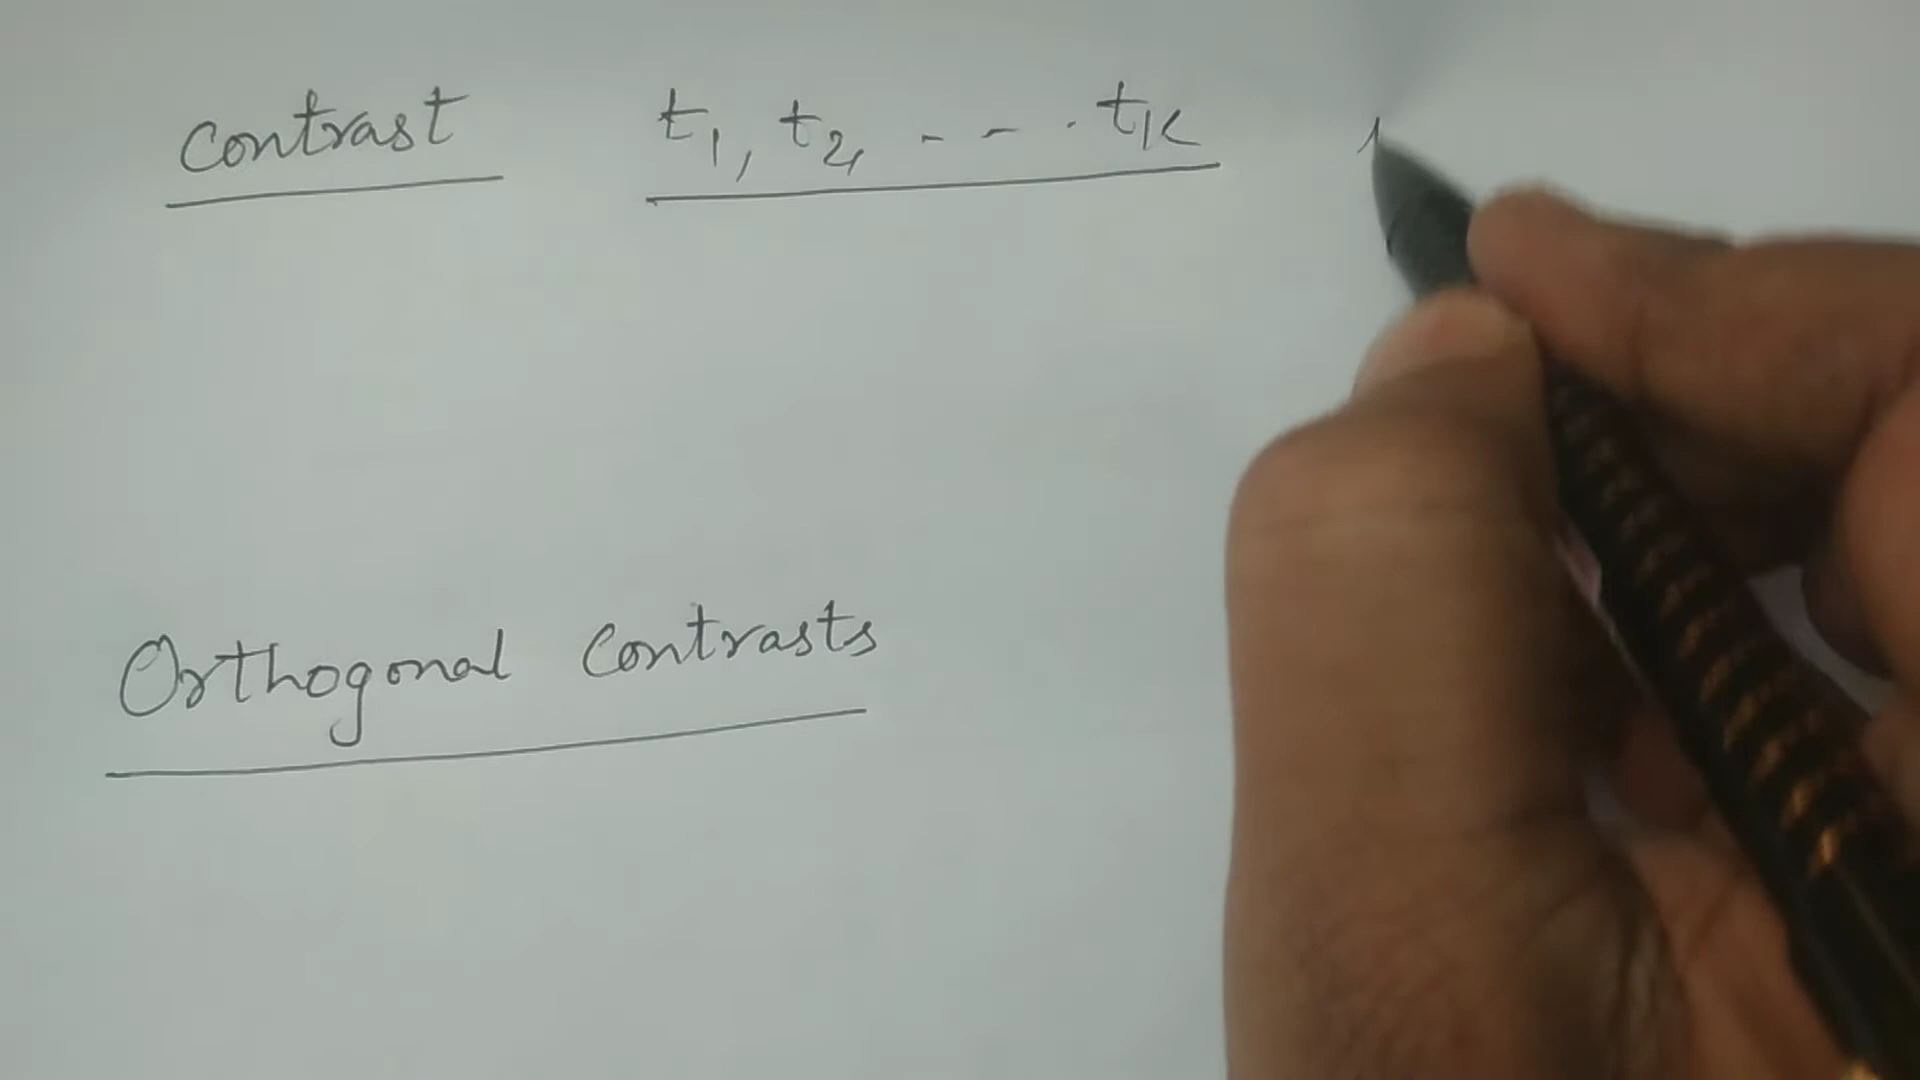 Contrast t1, t2, - - . tk
Orthogonal Contrasts